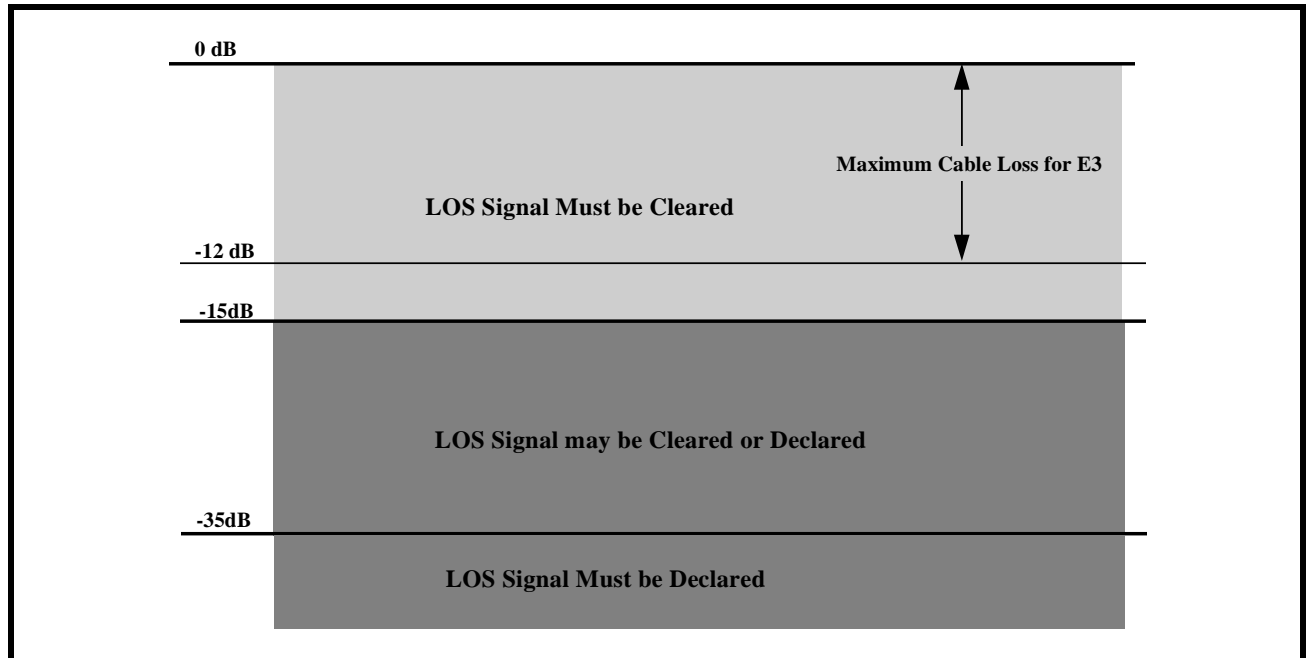 0 dB
Maximum Cable Loss for E3
LOS Signal Must be Cleared
-12 dB
-15dB
LOS Signal may be Cleared or Declared
-35dB
LOS Signal Must be Declared